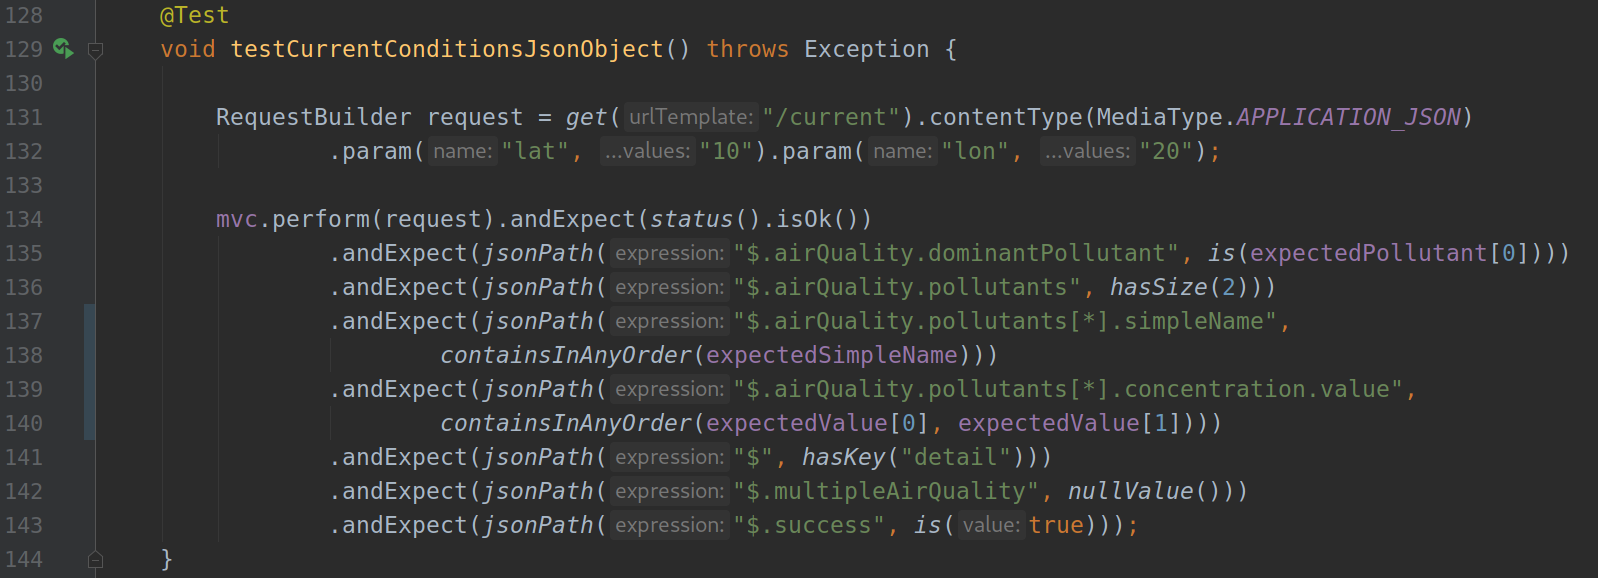 128 @Test
129 void testCurrentConditionsJsonObject() throws Exception {
130
131 RequestBuilder request = get( urlTemplate: "/current").contentType(MediaType.APPLICATION_JSON)
132 .param( name: "lat", ...values: "10").param( name: "lon", ...values: "20");
133
134 mvc.perform(request).andExpect(status().isOk())
135 .andExpect(jsonPath( expression: "$.airQuality.dominantPollutant", is(expectedPollutant[0])))
136 .andExpect(jsonPath( expression: "$.airQuality.pollutants", hasSize(2)))
137 .andExpect(jsonPath( expression: "$.airQuality.pollutants[*].simpleName",
138 containsInAnyOrder(expectedSimpleName)))
139 .andExpect(jsonPath( expression: "$.airQuality.pollutants[*].concentration.value",
140 containsInAnyOrder(expectedValue[0], expectedValue[1])))
141 .andExpect(jsonPath( expression: "$", hasKey("detail")))
142 .andExpect(jsonPath( expression: "$.multipleAirQuality", nullValue()))
143 .andExpect(jsonPath( expression: "$.success", is( value: true)));
144 }